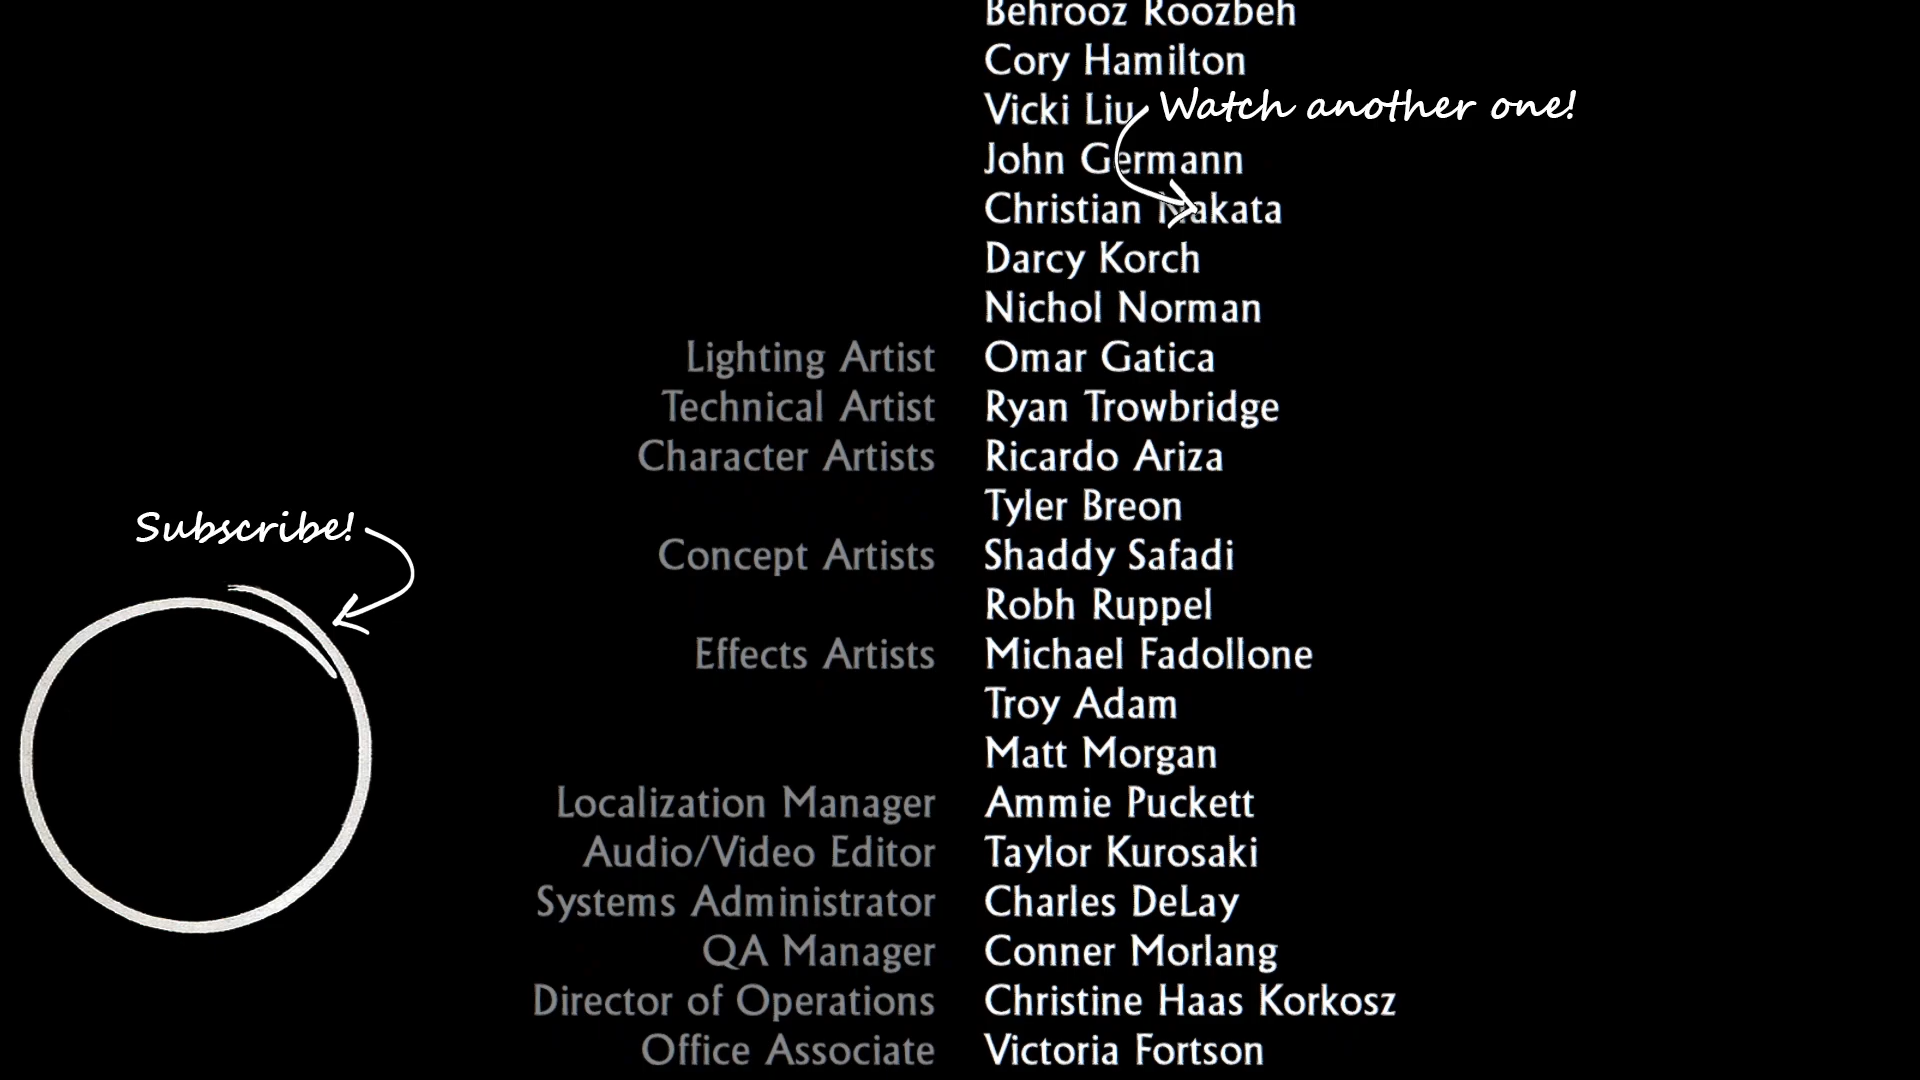 Behrooz Roozbeh
Cory Hamilton
Vicki Liu
Watch another one!
John Germann
Christian Nakata
Darcy Korch
Nichol Norman
Lighting Artist Omar Gatica
Technical Artist Ryan Trowbridge
Character Artists Ricardo Ariza
Tyler Breon
Subscribe!
Concept Artists Shaddy Safadi
Robh Ruppel
Effects Artists Michael Fadollone
Troy Adam
Matt Morgan
Localization Manager Ammie Puckett
Audio/Video Editor Taylor Kurosaki
Systems Administrator Charles DeLay
QA Manager Conner Morlang
Director of Operations Christine Haas Korkosz
Office Associate Victoria Fortson